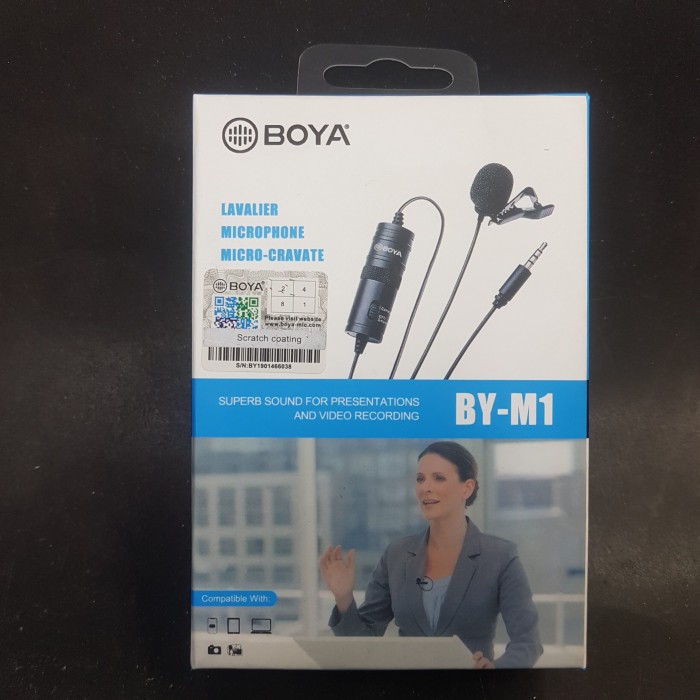 BOYA
LAVALIER
MICROPHONE
MICRO-CRAVATE
BOYA
BOYA
2 4
8 1
Please visit website
www.boya-mic.com
Scratch coating
S/N:BY1901466038
SUPERB SOUND FOR PRESENTATIONS
AND VIDEO RECORDING
BY-M1
Compatible With: